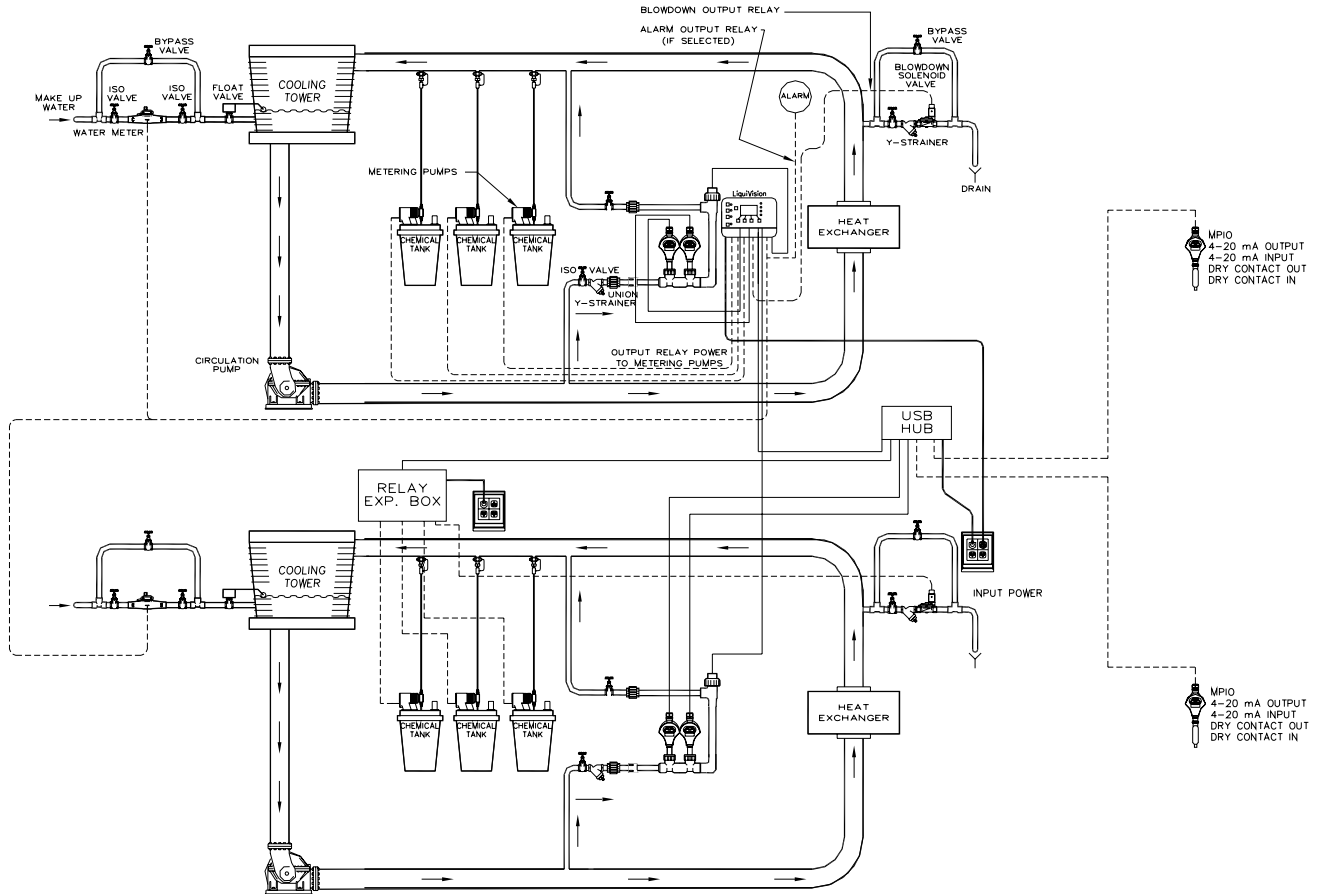 BLOWDOWN OUTPUT RELAY
ALARM OUTPUT RELAY
(IF SELECTED)
BYPASS
VALVE
BYPASS
VALVE
BLOWDOWN
SOLENOID
VALVE
COOLING
TOWER
ISO
VALVE
ISO
VALVE
FLOAT
VALVE
MAKE UP
WATER
WATER METER
ALARM
Y-STRAINER
DRAIN
METERING PUMPS
LiquiVision
CHEMICAL
TANK
CHEMICAL
TANK
CHEMICAL
TANK
HEAT
EXCHANGER
MPIO
4-20 mA OUTPUT
4-20 mA INPUT
DRY CONTACT OUT
DRY CONTACT IN
ISO VALVE
UNION
Y-STRAINER
OUTPUT RELAY POWER
TO METERING PUMPS
CIRCULATION
PUMP
USB
HUB
RELAY
EXP. BOX
COOLING
TOWER
INPUT POWER
CHEMICAL
TANK
CHEMICAL
TANK
CHEMICAL
TANK
HEAT
EXCHANGER
MPIO
4-20 mA OUTPUT
4-20 mA INPUT
DRY CONTACT OUT
DRY CONTACT IN